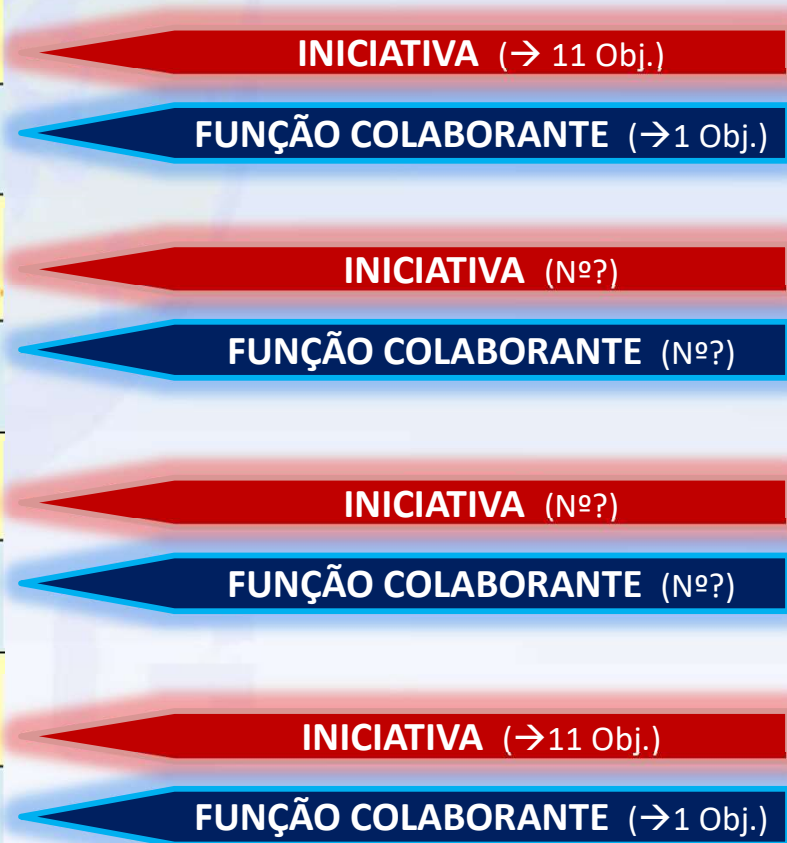 INICIATIVA (→ 11 Obj.)
FUNÇÃO COLABORANTE (→1 Obj.)
INICIATIVA (Nº?)
FUNÇÃO COLABORANTE (Nº?)
INICIATIVA (Nº?)
FUNÇÃO COLABORANTE (Nº?)
INICIATIVA (→11 Obj.)
FUNÇÃO COLABORANTE (→1 Obj.)